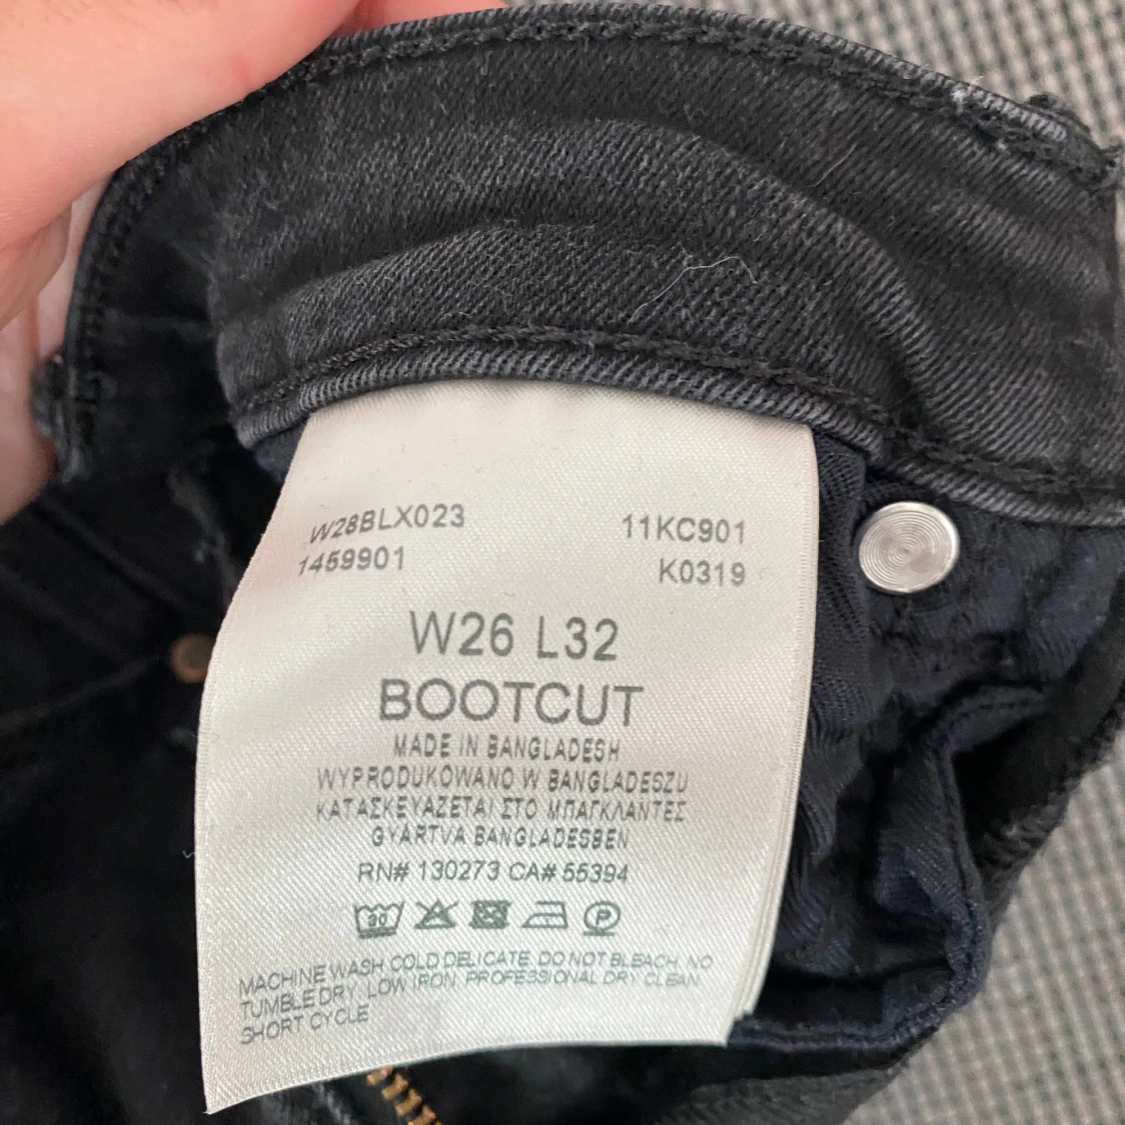 W28BLX023 11KC901
1459901 K0319
W26 L32
BOOTCUT
MADE IN BANGLADESH
WYPRODUKOWANO W BANGLADESZU
ΚΑΤΑΣΚΕΥΑΖΕΤΑΙ ΣΤΟ ΜΠΑΓΚΛΑΝΤΕΣ
GYÁRTVA BANGLADESBEN
RN# 130273 CA# 55394
30 P
MACHINE WASH COLD DELICATE. DO NOT BLEACH. NO
TUMBLE DRY. LOW IRON. PROFESSIONAL DRY CLEAN
SHORT CYCLE